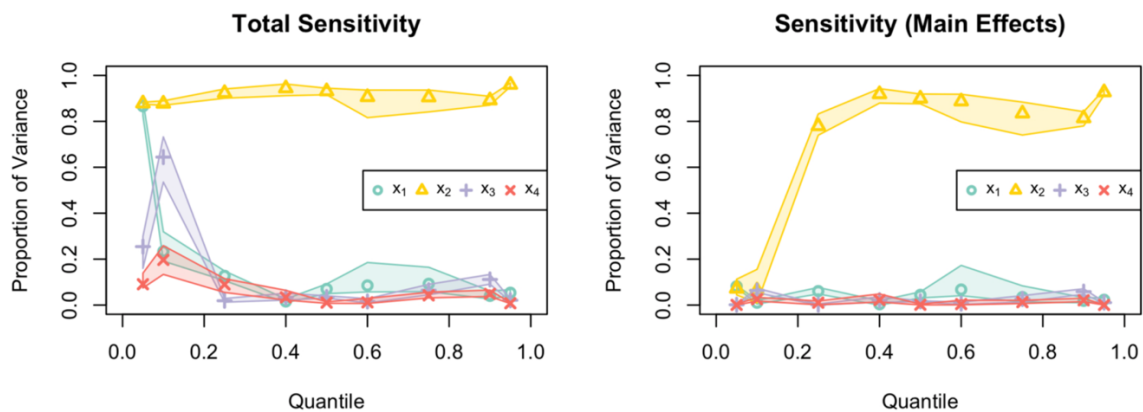 Total Sensitivity
Proportion of Variance
1.0
0.8
0.6
0.4
0.2
0.0
x₁ x₂ x₃ x₄
0.0 0.2 0.4 0.6 0.8 1.0
Quantile
Sensitivity (Main Effects)
Proportion of Variance
1.0
0.8
0.6
0.4
0.2
0.0
x₁ x₂ x₃ x₄
0.0 0.2 0.4 0.6 0.8 1.0
Quantile